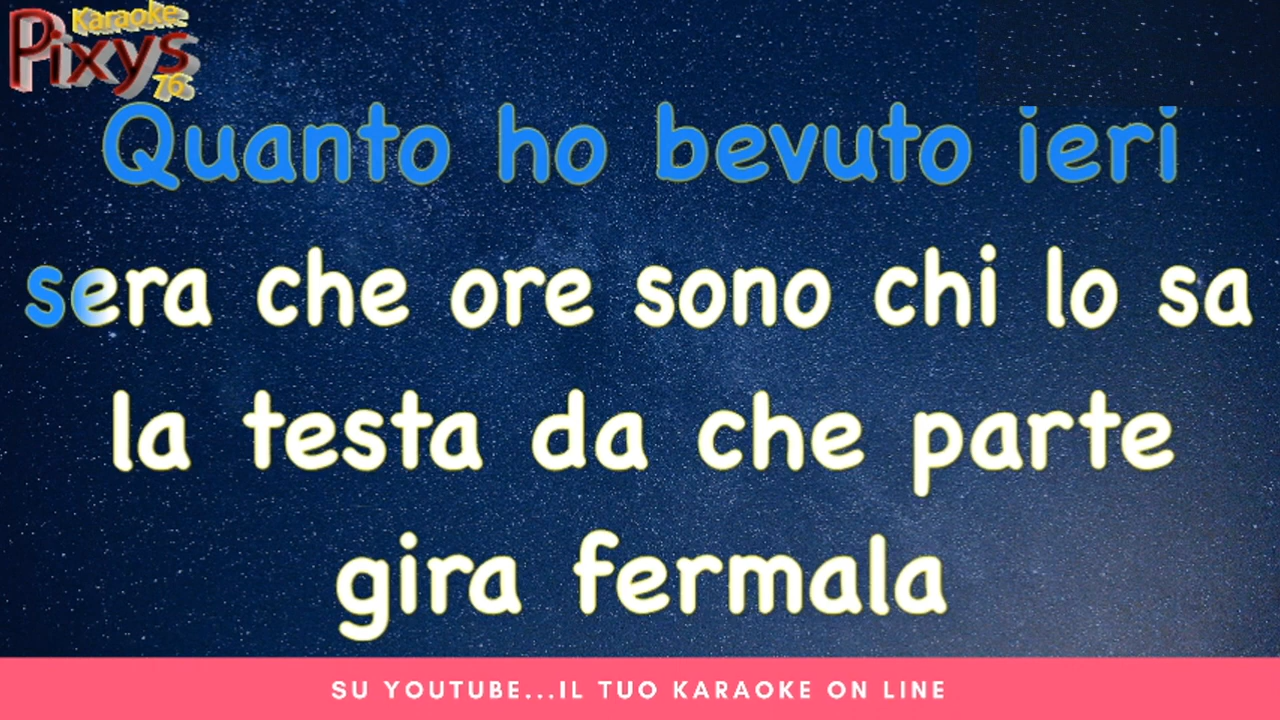 Karaoke
Pixys
76
Quanto ho bevuto ieri
sera che ore sono chi lo sa
la testa da che parte
gira fermala
SU YOUTUBE...IL TUO KARAOKE ON LINE